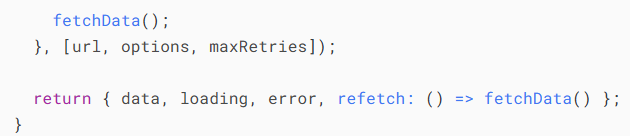 fetchData();
  }, [url, options, maxRetries]);

  return { data, loading, error, refetch: () => fetchData() };
}